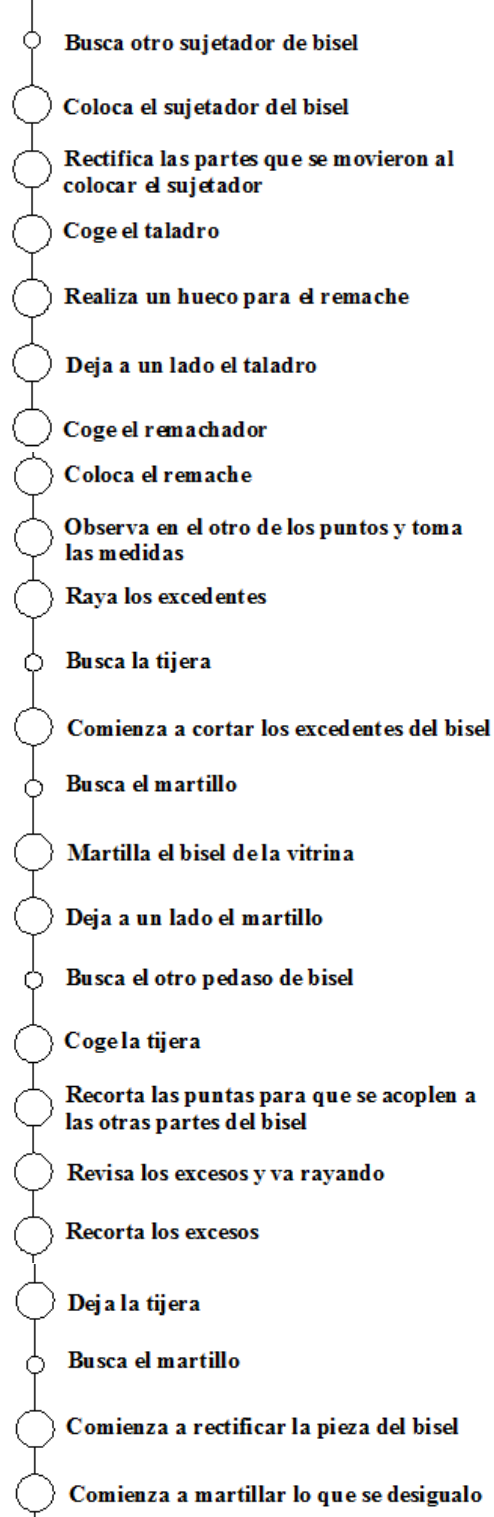 Busca otro sujetador de bisel
Coloca el sujetador del bisel
Rectifica las partes que se movieron al
colocar el sujetador
Coge el taladro
Realiza un hueco para el remache
Deja a un lado el taladro
Coge el remachador
Coloca el remache
Observa en el otro de los puntos y toma
las medidas
Raya los excedentes
Busca la tijera
Comienza a cortar los excedentes del bisel
Busca el martillo
Martilla el bisel de la vitrina
Deja a un lado el martillo
Busca el otro pedaso de bisel
Coge la tijera
Recorta las puntas para que se acoplen a
las otras partes del bisel
Revisa los excesos y va rayando
Recorta los excesos
Deja la tijera
Busca el martillo
Comienza a rectificar la pieza del bisel
Comienza a martillar lo que se desigualo